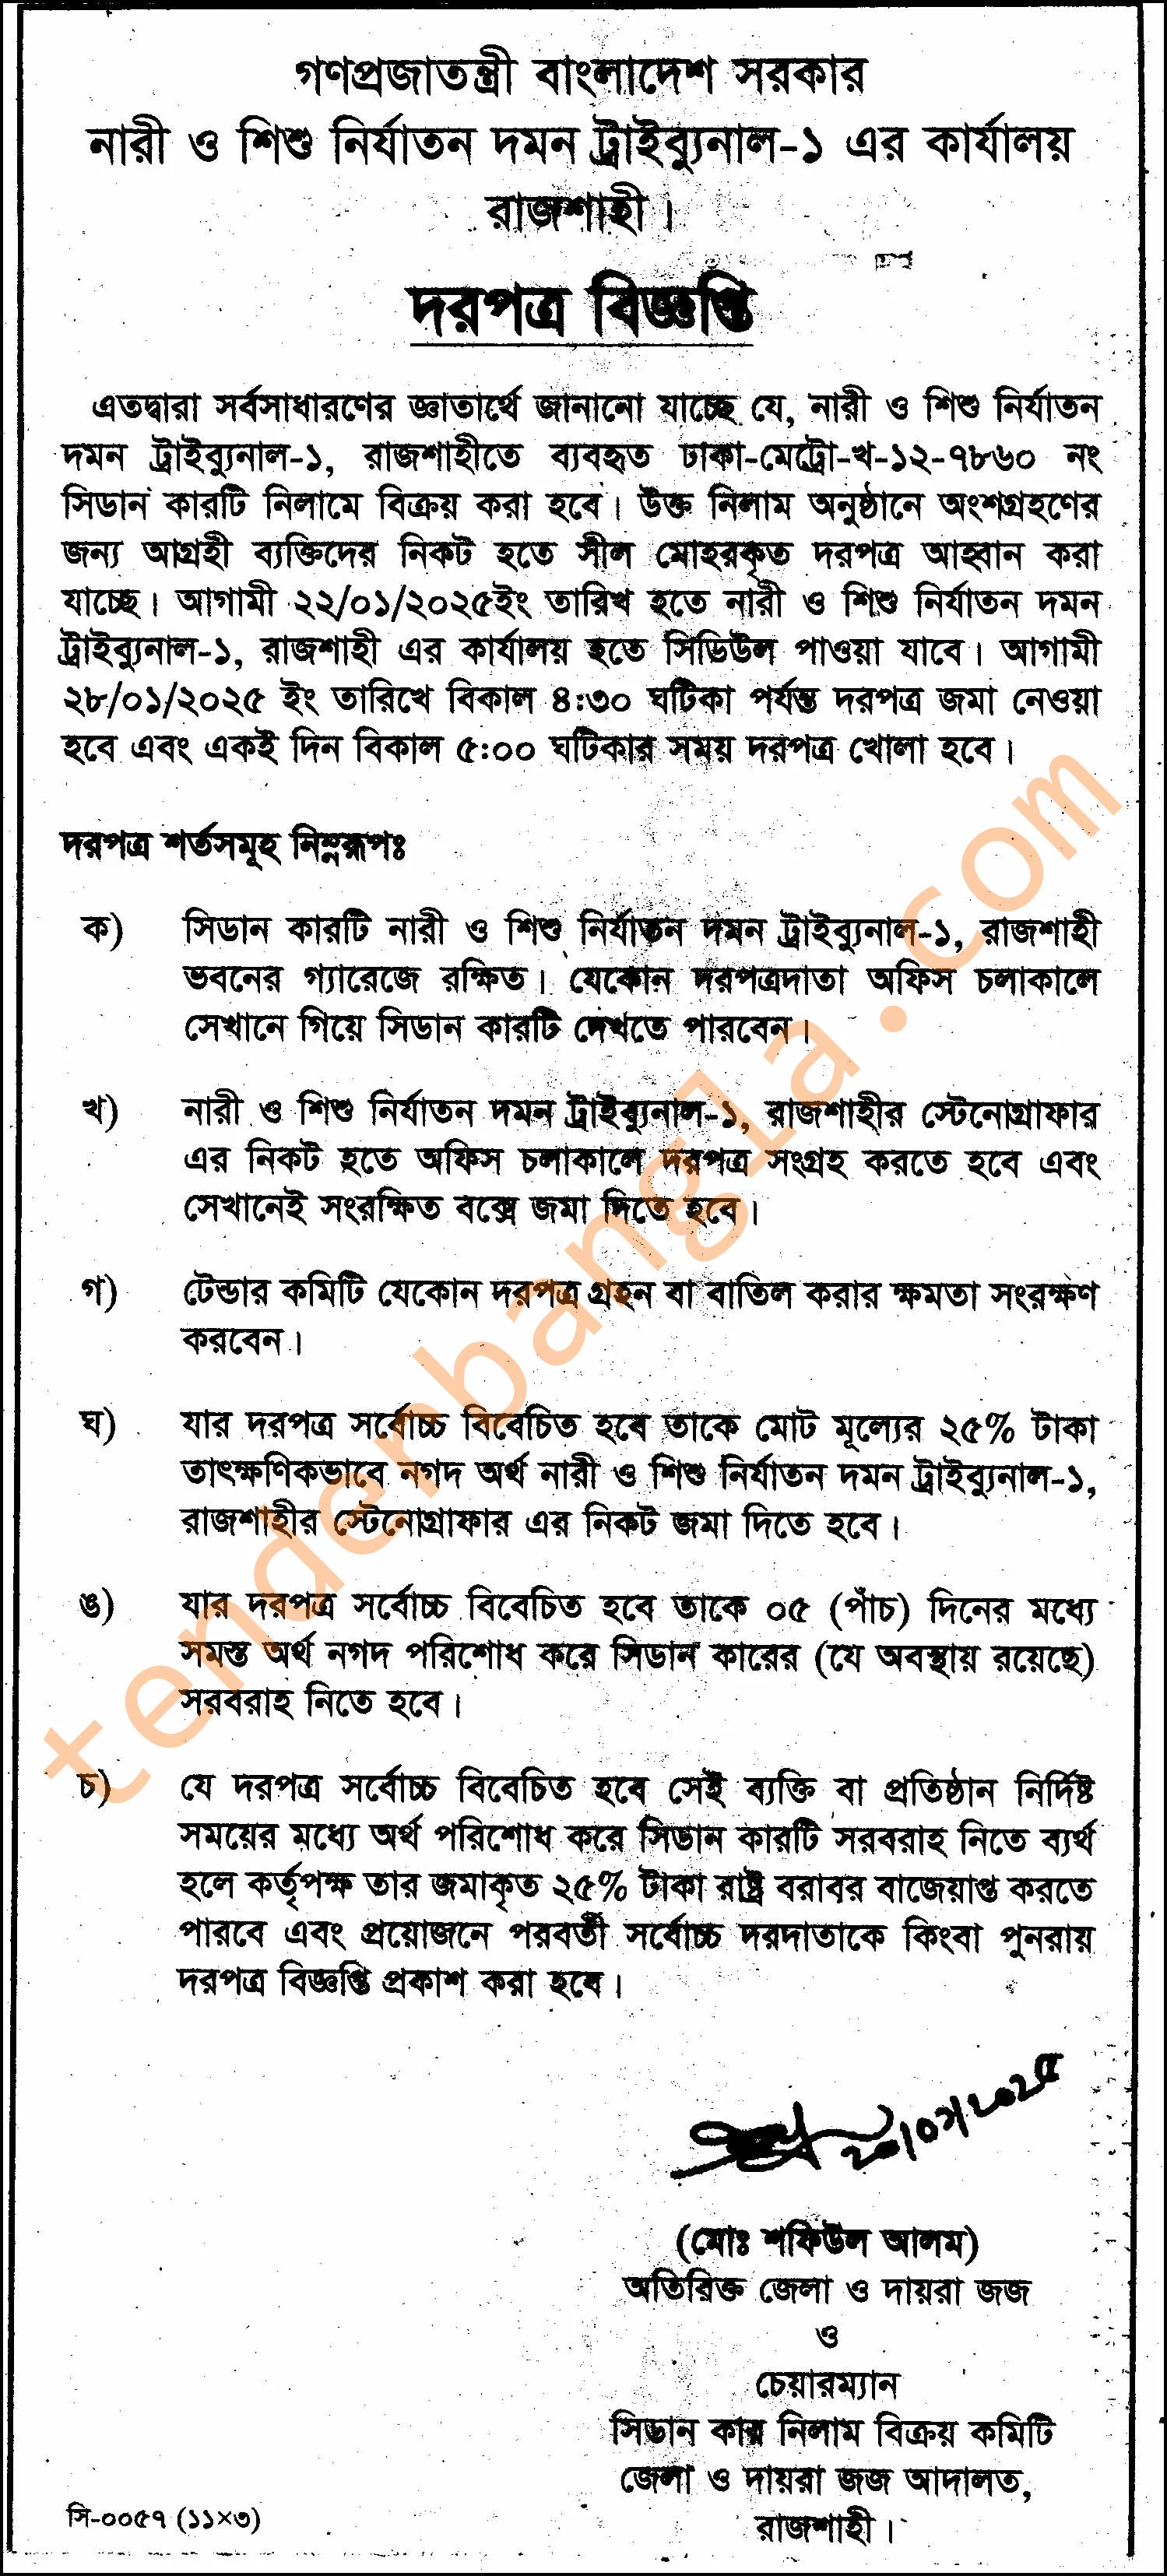 গণপ্রজাতন্ত্রী বাংলাদেশ সরকার
নারী ও শিশু নির্যাতন দমন ট্রাইব্যুনাল-১ এর কার্যালয়
রাজশাহী।
দরপত্র বিজ্ঞপ্তি
এতদ্বারা সর্বসাধারণের জ্ঞাতার্থে জানানো যাচ্ছে যে, নারী ও শিশু নির্যাতন
দমন ট্রাইব্যুনাল-১, রাজশাহীতে ব্যবহৃত ঢাকা-মেট্রো-খ-১২-৭৮৬০ নং
সিডান কারটি নিলামে বিক্রয় করা হবে। উক্ত নিলাম অনুষ্ঠানে অংশগ্রহণের
জন্য আগ্রহী ব্যক্তিদের নিকট হতে সীল মোহরকৃত দরপত্র আহ্বান করা
যাচ্ছে। আগামী ২২/০১/২০২৫ইং তারিখ হতে নারী ও শিশু নির্যাতন দমন
ট্রাইব্যুনাল-১, রাজশাহী এর কার্যালয় হতে সিডিউল পাওয়া যাবে। আগামী
২৮/০১/২০২৫ ইং তারিখে বিকাল ৪:৩০ ঘটিকা পর্যন্ত দরপত্র জমা নেওয়া
হবে এবং একই দিন বিকাল ৫:০০ ঘটিকার সময় দরপত্র খোলা হবে।
দরপত্র শর্তসমূহ নিম্নরূপঃ
ক) সিডান কারটি নারী ও শিশু নির্যাতন দমন ট্রাইব্যুনাল-১, রাজশাহী
ভবনের গ্যারেজে রক্ষিত। যেকোন দরপত্রদাতা অফিস চলাকালে
সেখানে গিয়ে সিডান কারটি দেখতে পারবেন।
খ) নারী ও শিশু নির্যাতন দমন ট্রাইব্যুনাল-১, রাজশাহীর স্টেনোগ্রাফার
এর নিকট হতে অফিস চলাকালে দরপত্র সংগ্রহ করতে হবে এবং
সেখানেই সংরক্ষিত বক্সে জমা দিতে হবে।
গ) টেন্ডার কমিটি যেকোন দরপত্র গ্রহন বা বাতিল করার ক্ষমতা সংরক্ষণ
করবেন।
ঘ) যার দরপত্র সর্বোচ্চ বিবেচিত হবে তাকে মোট মূল্যের ২৫% টাকা
তাৎক্ষণিকভাবে নগদ অর্থ নারী ও শিশু নির্যাতন দমন ট্রাইব্যুনাল-১,
রাজশাহীর স্টেনোগ্রাফার এর নিকট জমা দিতে হবে।
ঙ) যার দরপত্র সর্বোচ্চ বিবেচিত হবে তাকে ০৫ (পাঁচ) দিনের মধ্যে
সমস্ত অর্থ নগদ পরিশোধ করে সিডান কারের (যে অবস্থায় রয়েছে)
সরবরাহ নিতে হবে।
চ) যে দরপত্র সর্বোচ্চ বিবেচিত হবে সেই ব্যক্তি বা প্রতিষ্ঠান নির্দিষ্ট
সময়ের মধ্যে অর্থ পরিশোধ করে সিডান কারটি সরবরাহ নিতে ব্যর্থ
হলে কর্তৃপক্ষ তার জমাকৃত ২৫% টাকা রাষ্ট্র বরাবর বাজেয়াপ্ত করতে
পারবে এবং প্রয়োজনে পরবর্তী সর্বোচ্চ দরদাতাকে কিংবা পুনরায়
দরপত্র বিজ্ঞপ্তি প্রকাশ করা হবে।
২০/০১/২০২৫
(মোঃ শফিউল আলম)
অতিরিক্ত জেলা ও দায়রা জজ
ও
চেয়ারম্যান
সিডান কার নিলাম বিক্রয় কমিটি
জেলা ও দায়রা জজ আদালত,
রাজশাহী।
সি-০০৫৭ (১১×৩)
tenderbangla.com